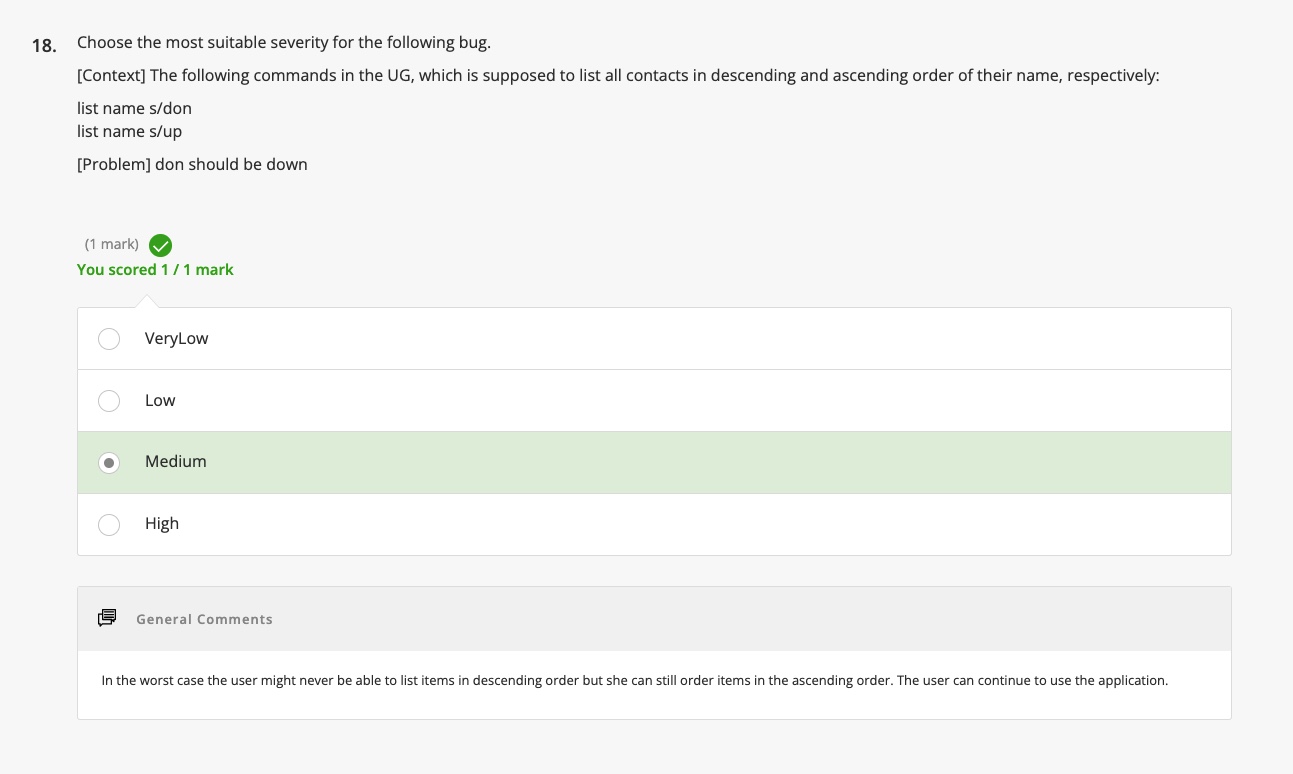 18.
Choose the most suitable severity for the following bug.
[Context] The following commands in the UG, which is supposed to list all contacts in descending and ascending order of their name, respectively:
list name s/don
list name s/up
[Problem] don should be down
(1 mark)
You scored 1 / 1 mark
VeryLow
Low
Medium
High
General Comments
In the worst case the user might never be able to list items in descending order but she can still order items in the ascending order. The user can continue to use the application.